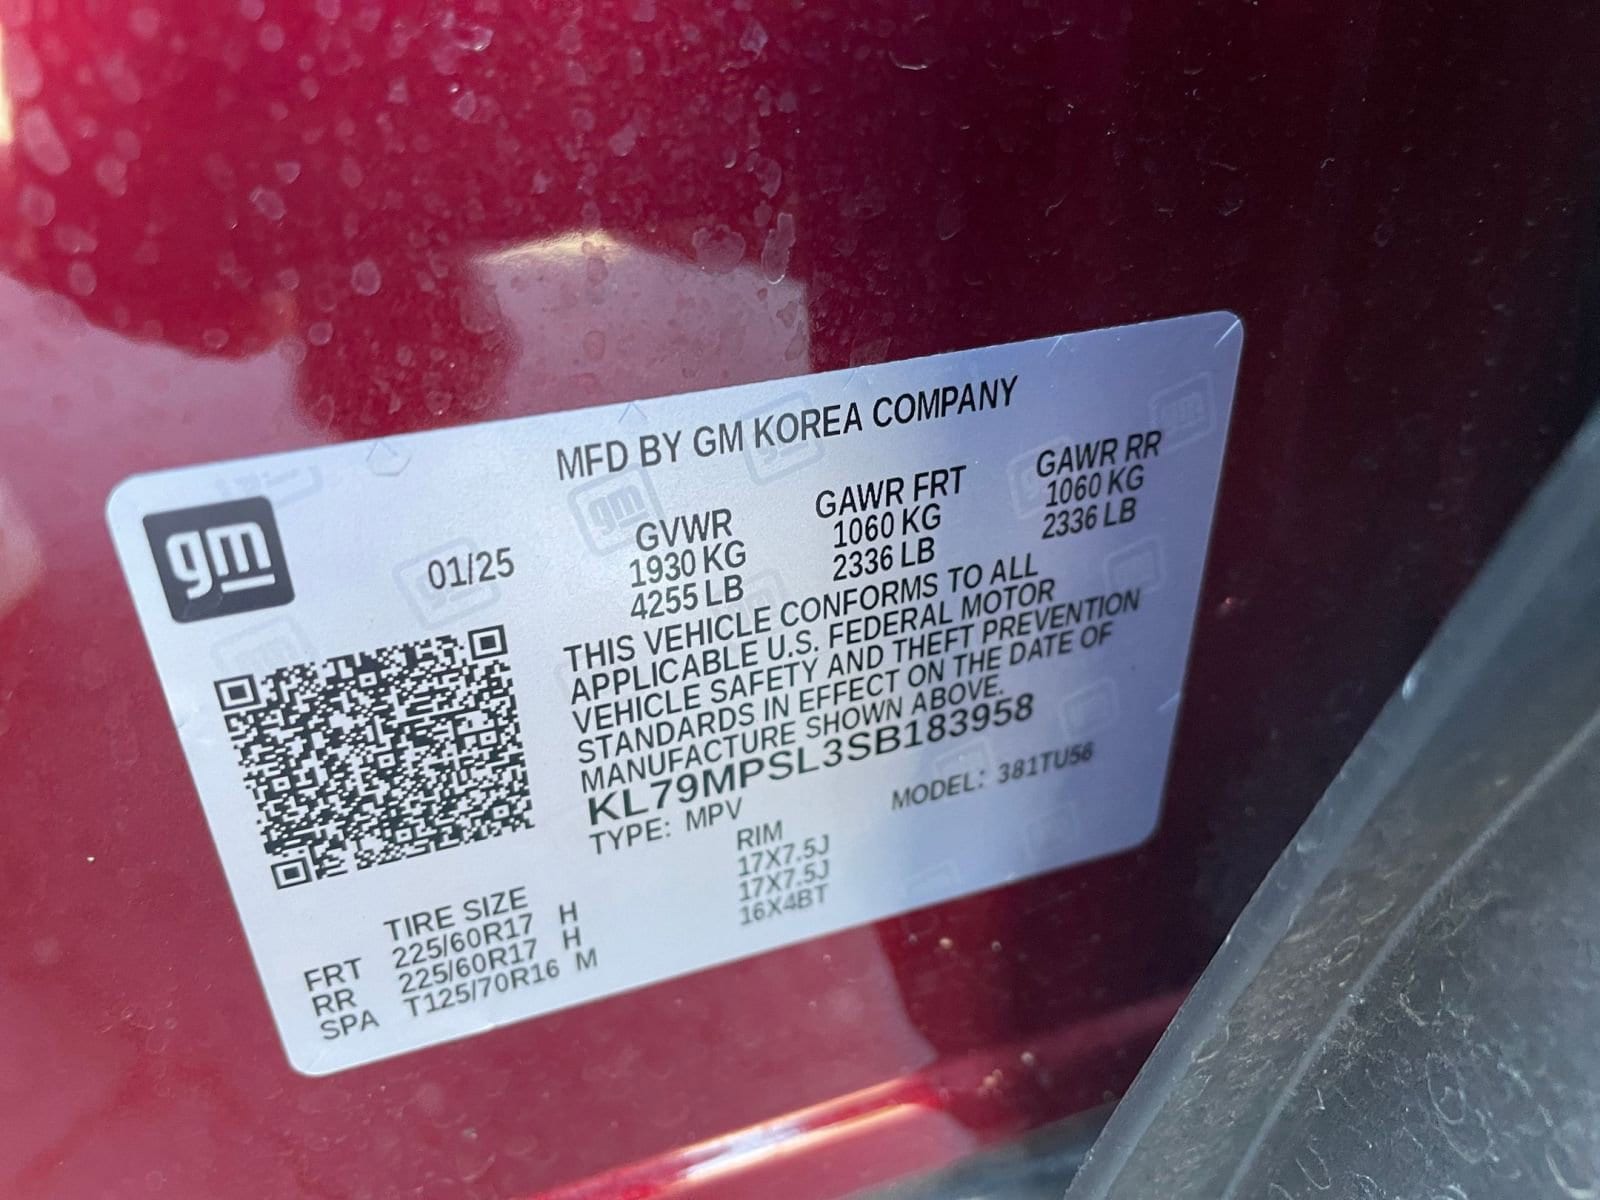 MFD BY GM KOREA COMPANY
gm
01/25
GVWR GAWR FRT GAWR RR
1930 KG 1060 KG 1060 KG
4255 LB 2336 LB 2336 LB
THIS VEHICLE CONFORMS TO ALL
APPLICABLE U.S. FEDERAL MOTOR
VEHICLE SAFETY AND THEFT PREVENTION
STANDARDS IN EFFECT ON THE DATE OF
MANUFACTURE SHOWN ABOVE.
KL79MPSL3SB183958
TYPE: MPV MODEL: 381TU56
TIRE SIZE RIM
FRT 225/60R17 H 17X7.5J
RR 225/60R17 H 17X7.5J
SPA T125/70R16 M 16X4BT